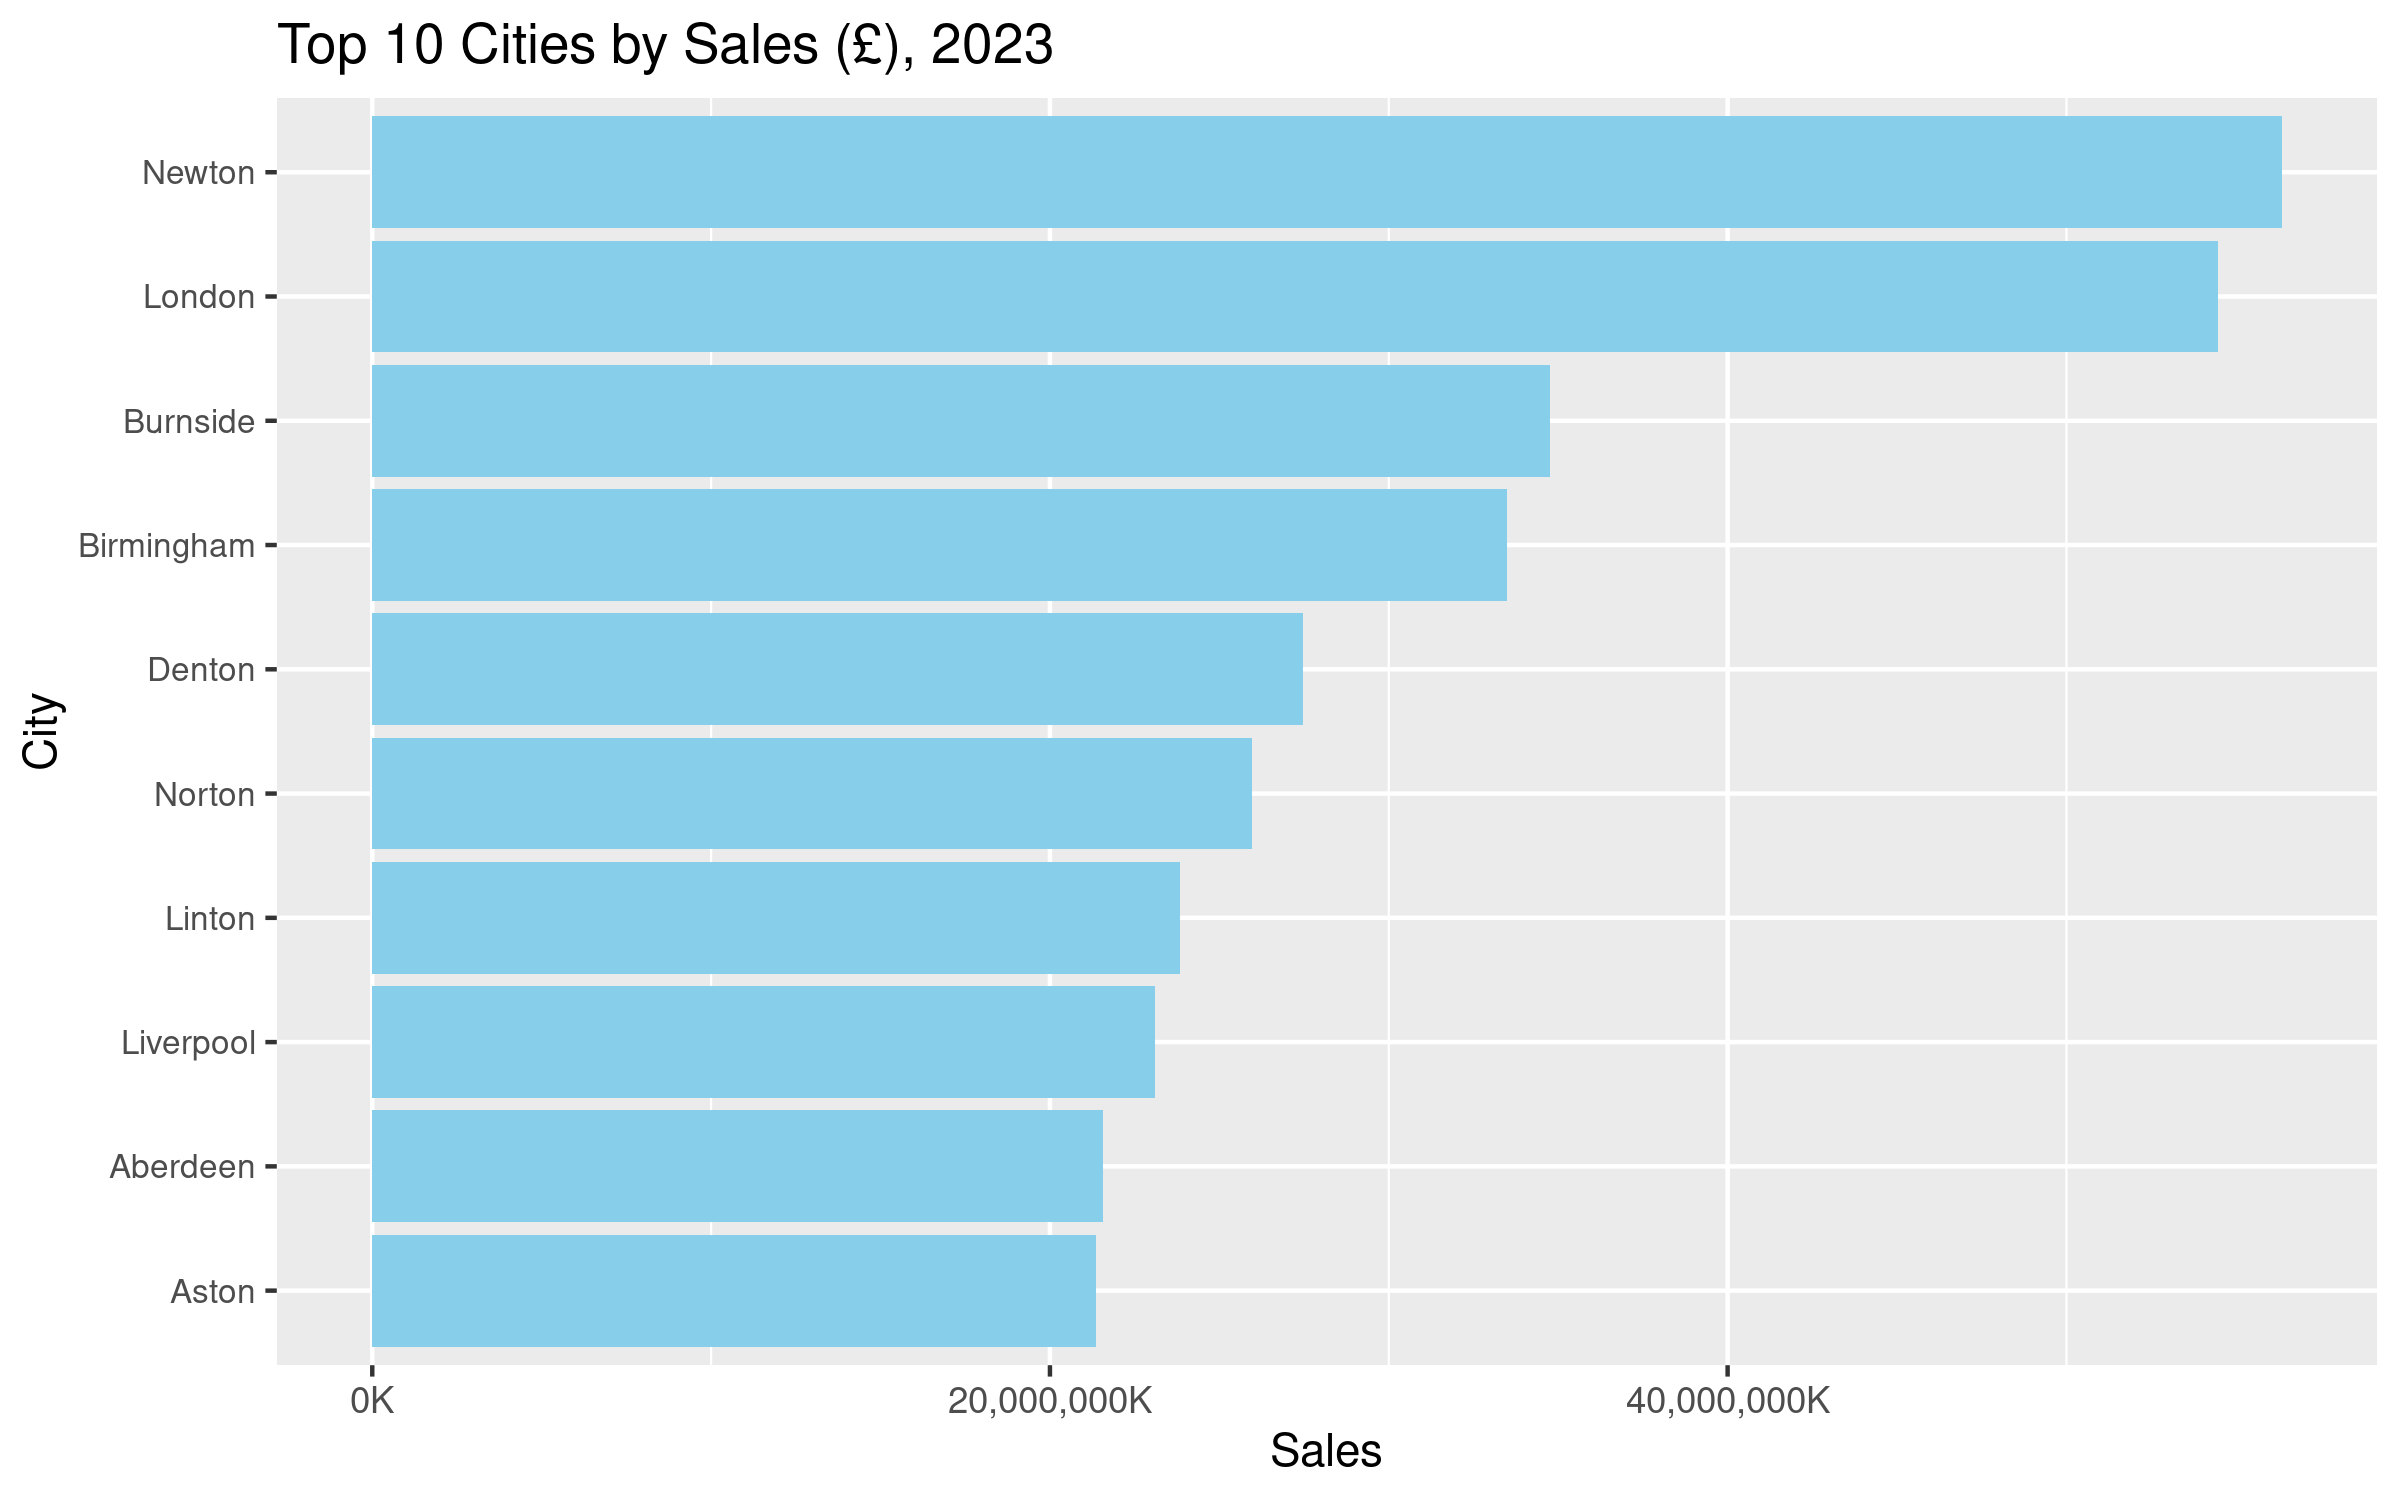 Top 10 Cities by Sales (£), 2023
Newton
London
Burnside
Birmingham
Denton
Norton
Linton
Liverpool
Aberdeen
Aston
City
0K
20,000,000K
40,000,000K
Sales